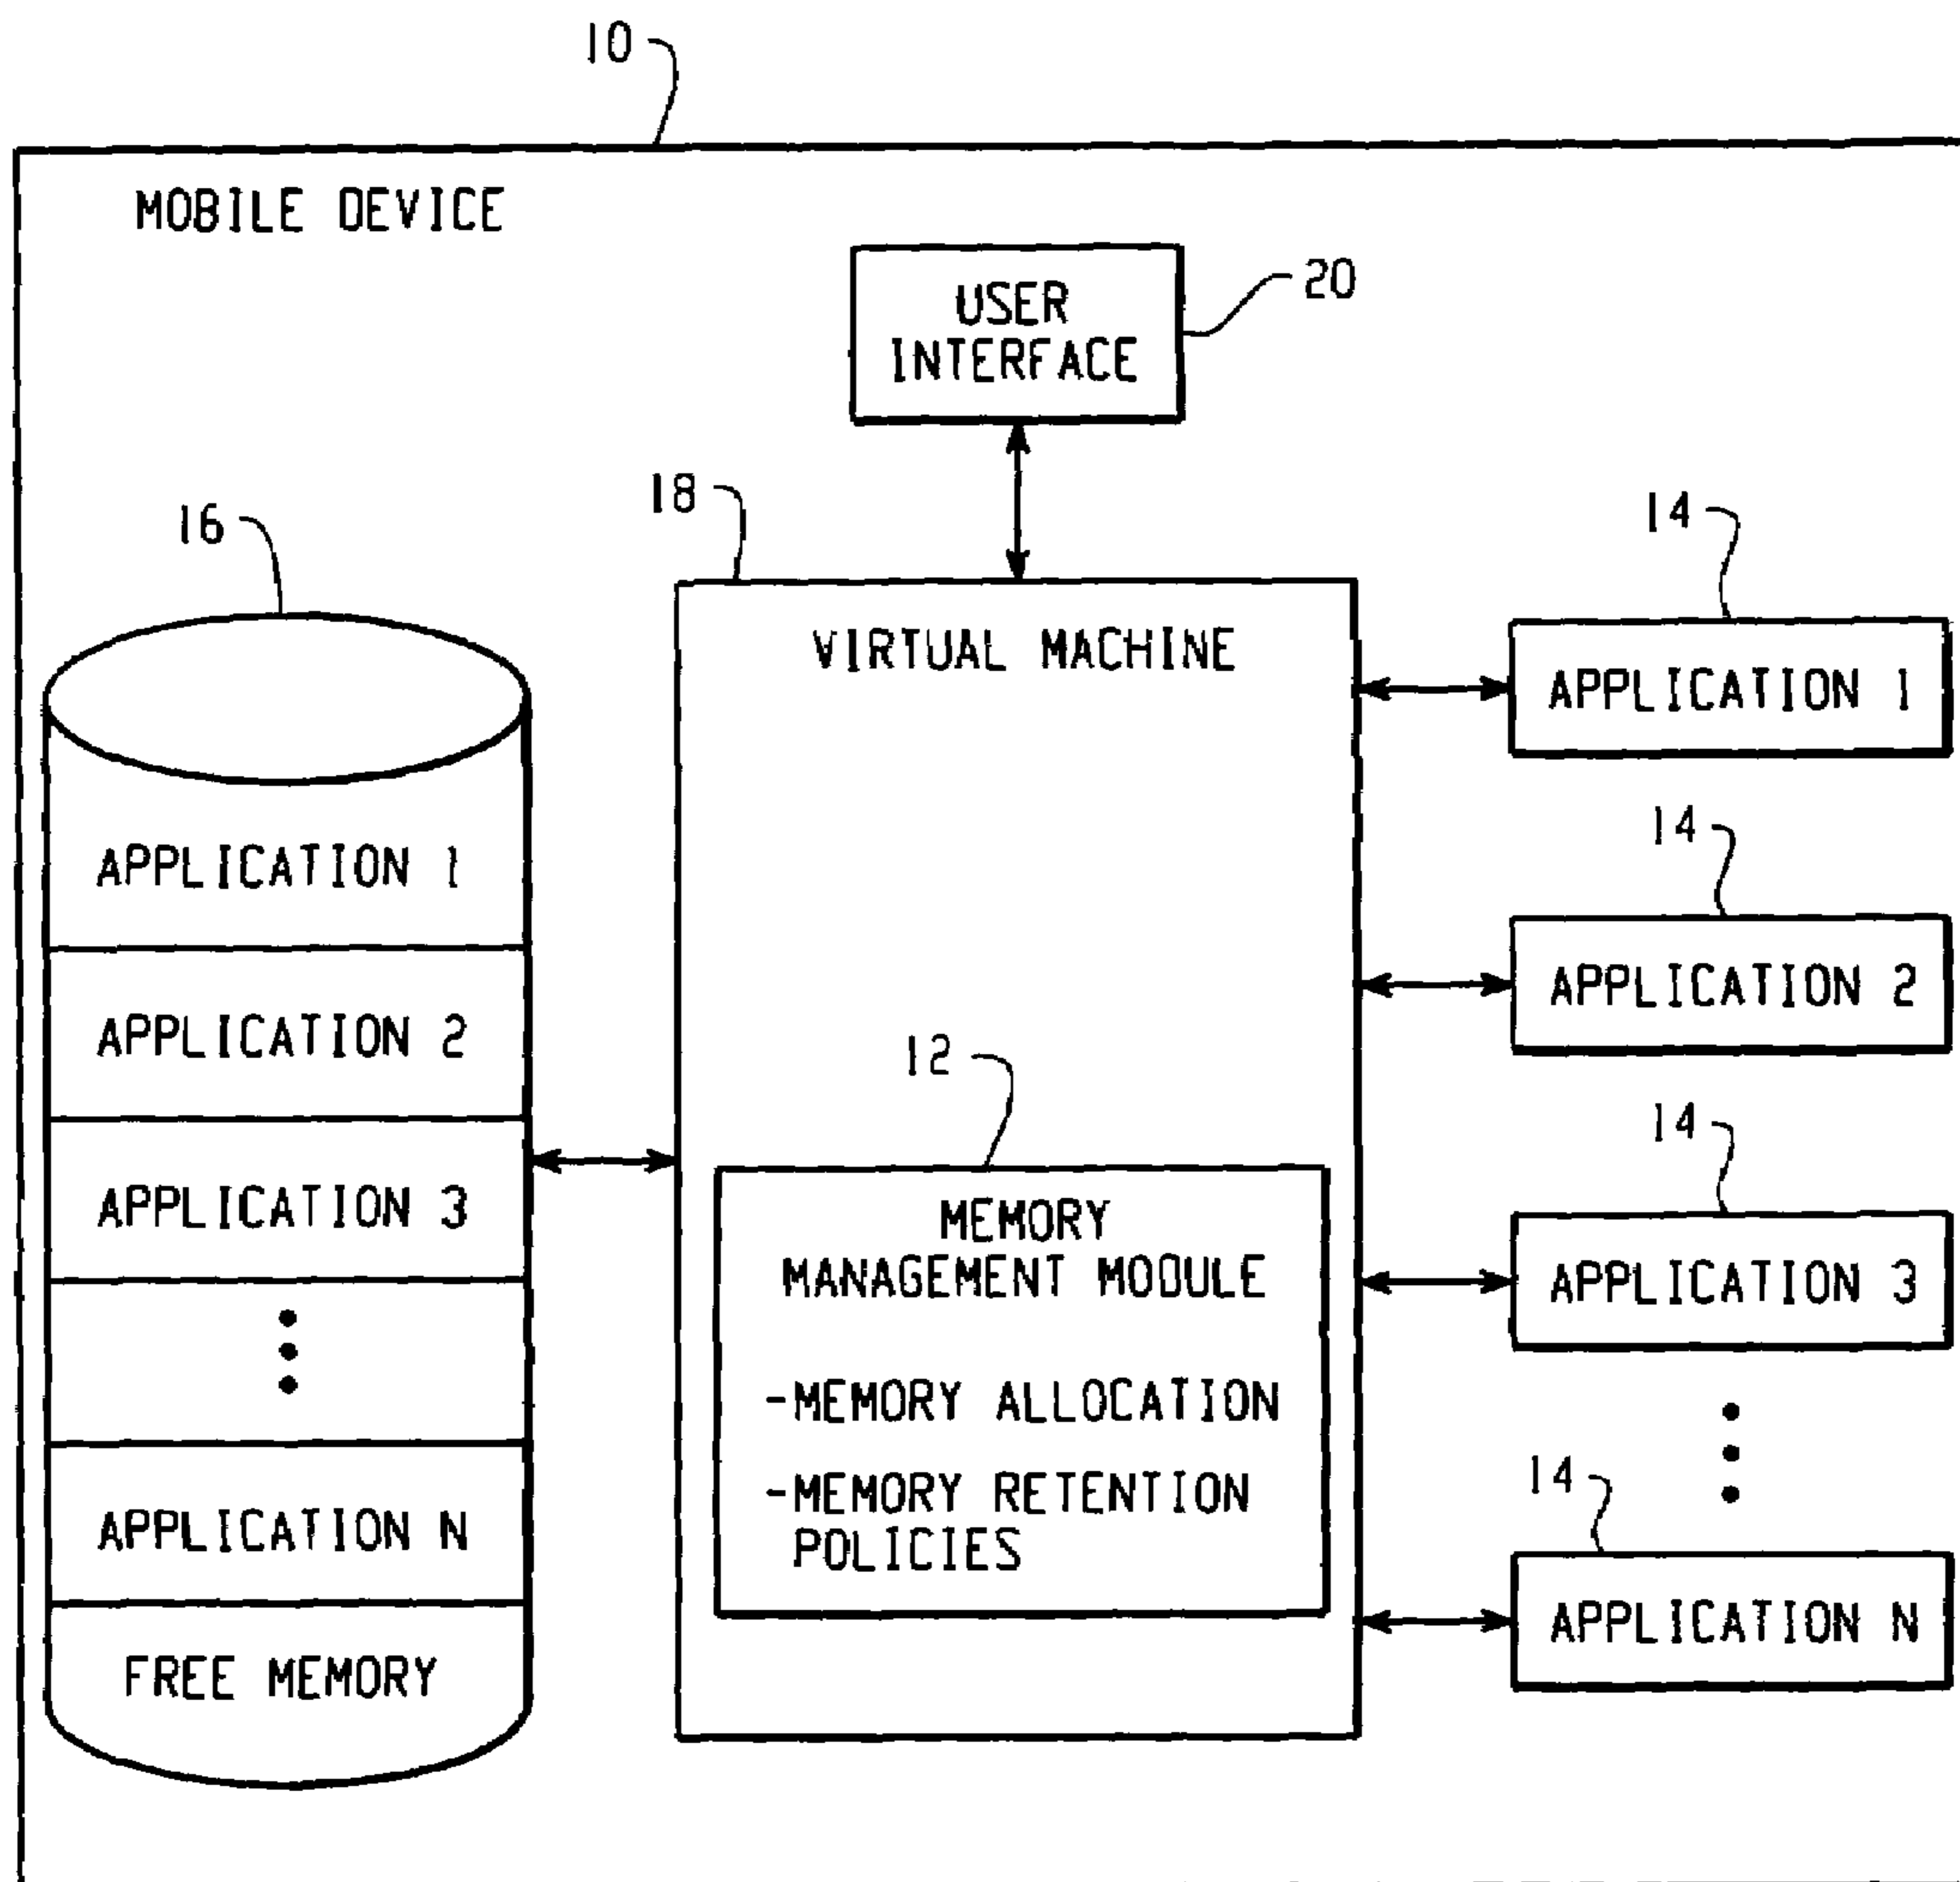 10
MOBILE DEVICE
USER
INTERFACE
20
16
APPLICATION 1
APPLICATION 2
APPLICATION 3
APPLICATION N
FREE MEMORY
18
VIRTUAL MACHINE
12
MEMORY
MANAGEMENT MODULE
-MEMORY ALLOCATION
-MEMORY RETENTION
POLICIES
14
APPLICATION 1
14
APPLICATION 2
14
APPLICATION 3
14
APPLICATION N